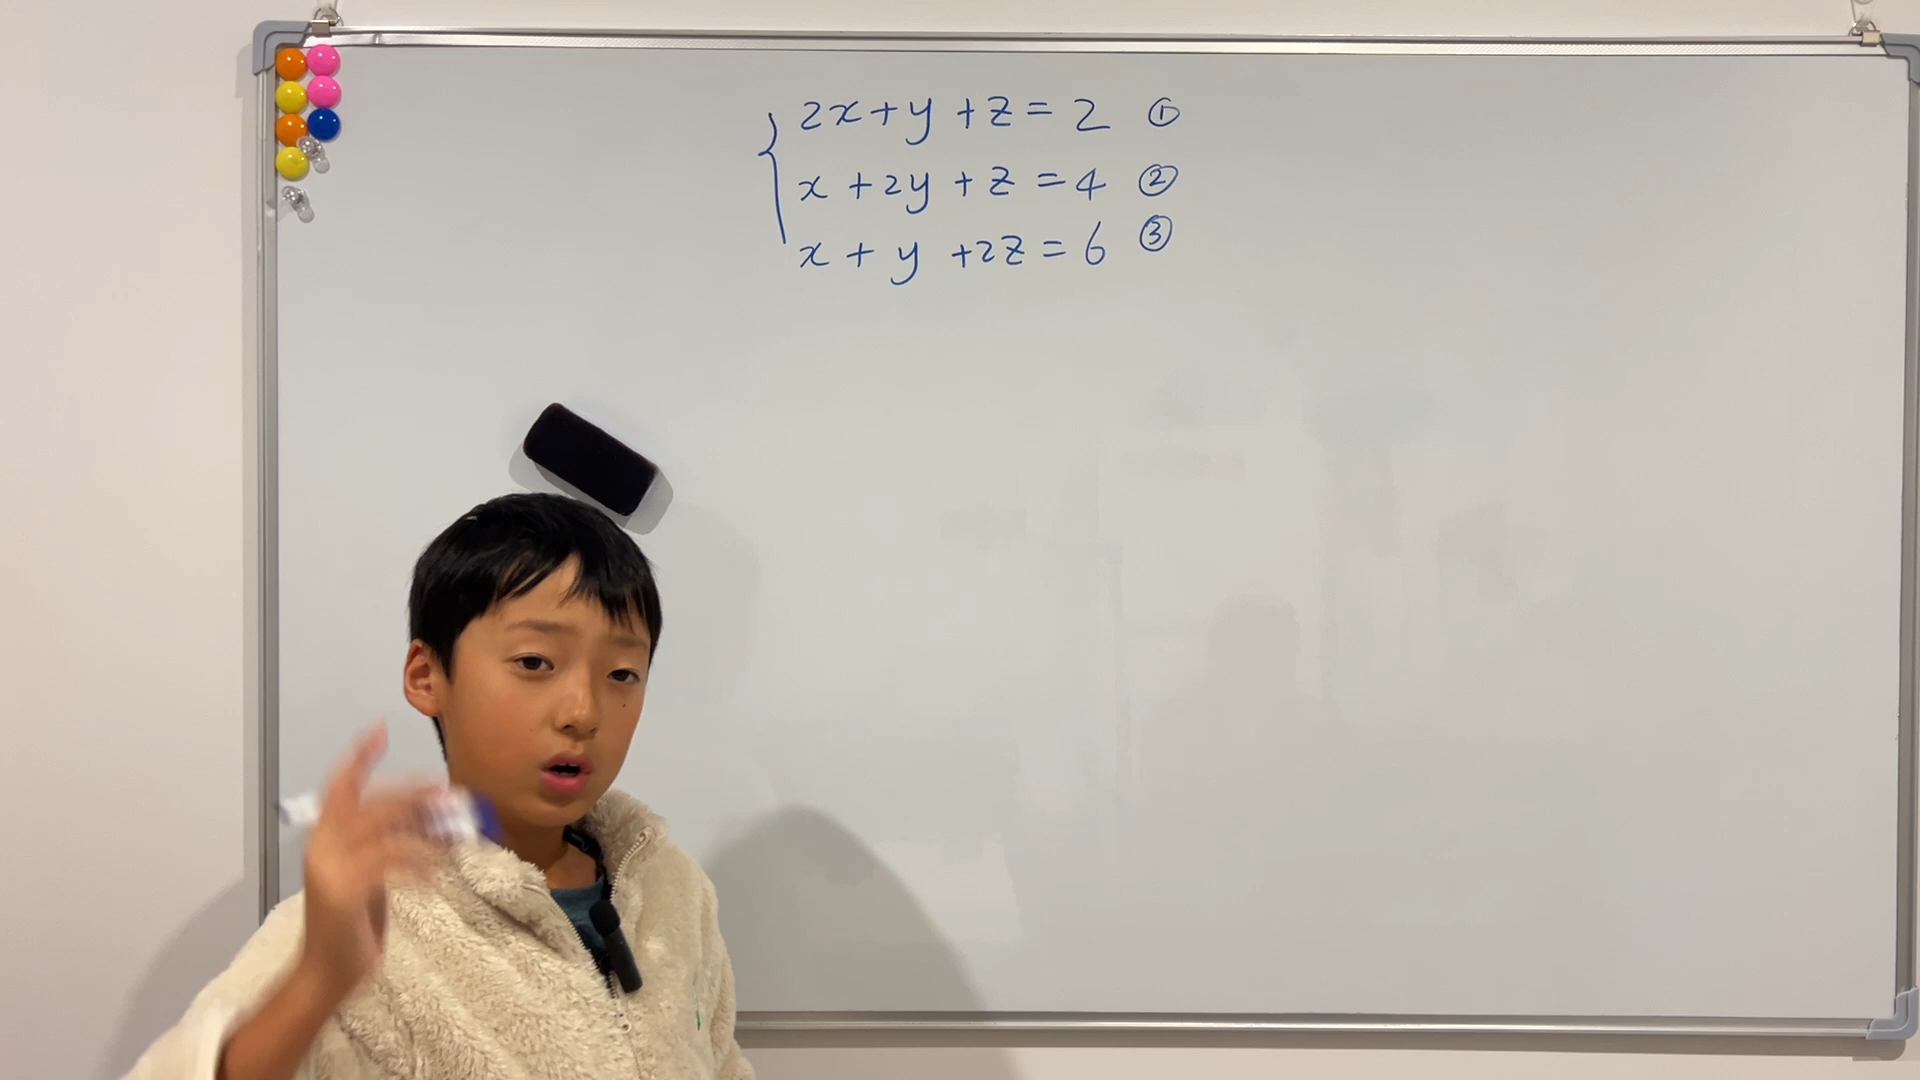 2x+y+z=2 ①
x+2y+z=4 ②
x+y+2z=6 ③